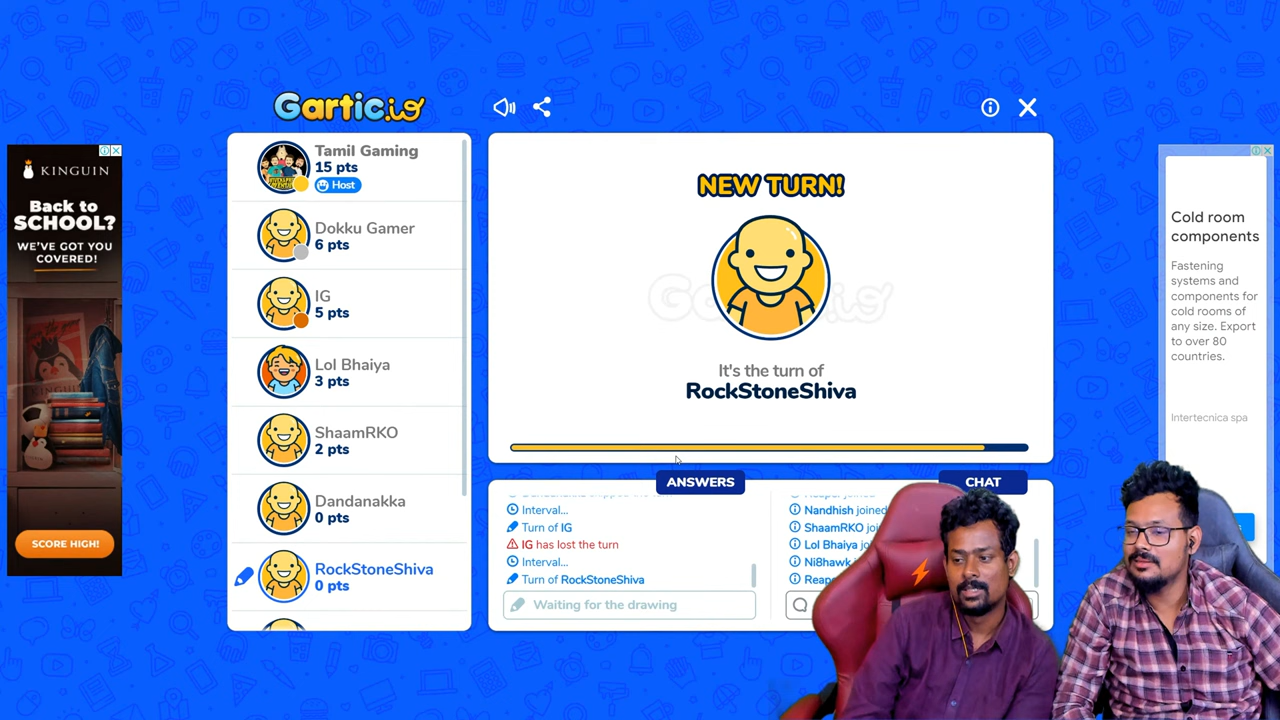 KINGUIN
Back to
SCHOOL?
WE'VE GOT YOU
COVERED!
SCORE HIGH!
Gartic.io
Tamil Gaming
15 pts
Host
Dokku Gamer
6 pts
IG
5 pts
Lol Bhaiya
3 pts
ShaamRKO
2 pts
Dandanakka
0 pts
RockStoneShiva
0 pts
NEW TURN!
It's the turn of
RockStoneShiva
ANSWERS
Interval...
Turn of IG
IG has lost the turn
Interval...
Turn of RockStoneShiva
Waiting for the drawing
CHAT
Nandhish joined
ShaamRKO
Lol Bhaiya
Ni8hawk
Cold room
components
Fastening
systems and
components for
cold rooms of
any size. Export
to over 80
countries.
Intertecnica spa